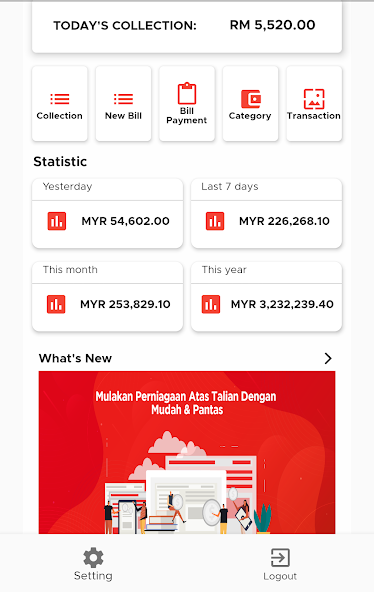 TODAY'S COLLECTION: RM 5,520.00
Collection
New Bill
Bill
Payment
Category
Transaction
Statistic
Yesterday
MYR 54,602.00
Last 7 days
MYR 226,268.10
This month
MYR 253,829.10
This year
MYR 3,232,239.40
What's New
Mulakan Perniagaan Atas Talian Dengan
Mudah & Pantas
Setting
Logout